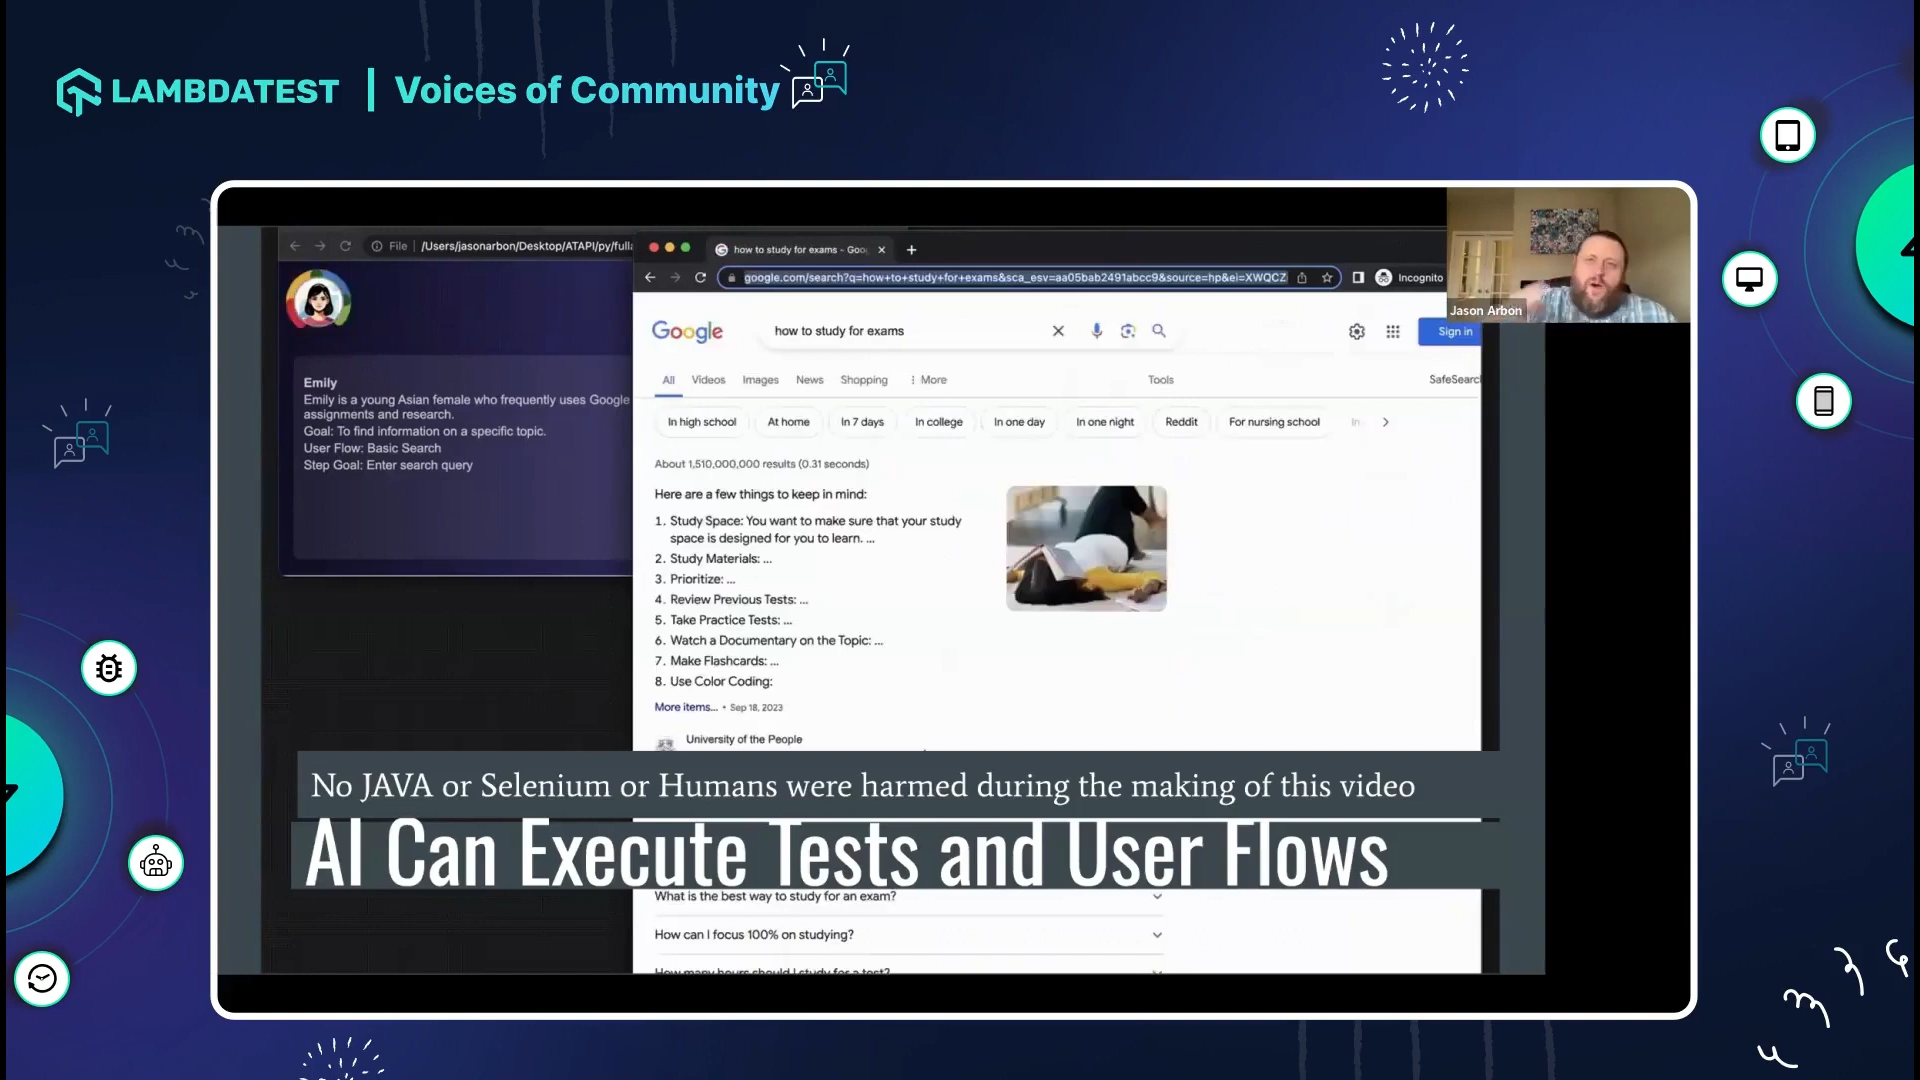 LAMBDATEST | Voices of Community
File | /Users/jasonarbon/Desktop/ATAPI/py/full
how to study for exams - Goo
google.com/search?q=how+to+study+for+exams&sca_esv=aa05bab2491abcc9&source=hp&ei=XWQCZ
Incognito
Jason Arbon
Google
how to study for exams
Sign in
All Videos Images News Shopping More Tools SafeSearch
In high school At home In 7 days In college In one day In one night Reddit For nursing school In
About 1,510,000,000 results (0.31 seconds)
Emily
Emily is a young Asian female who frequently uses Google
assignments and research.
Goal: To find information on a specific topic.
User Flow: Basic Search
Step Goal: Enter search query
Here are a few things to keep in mind:
1. Study Space: You want to make sure that your study
space is designed for you to learn. ...
2. Study Materials: ...
3. Prioritize: ...
4. Review Previous Tests: ...
5. Take Practice Tests: ...
6. Watch a Documentary on the Topic: ...
7. Make Flashcards: ...
8. Use Color Coding:
More items... • Sep 18, 2023
University of the People
No JAVA or Selenium or Humans were harmed during the making of this video
AI Can Execute Tests and User Flows
What is the best way to study for an exam?
How can I focus 100% on studying?
How many hours should I study for a test?